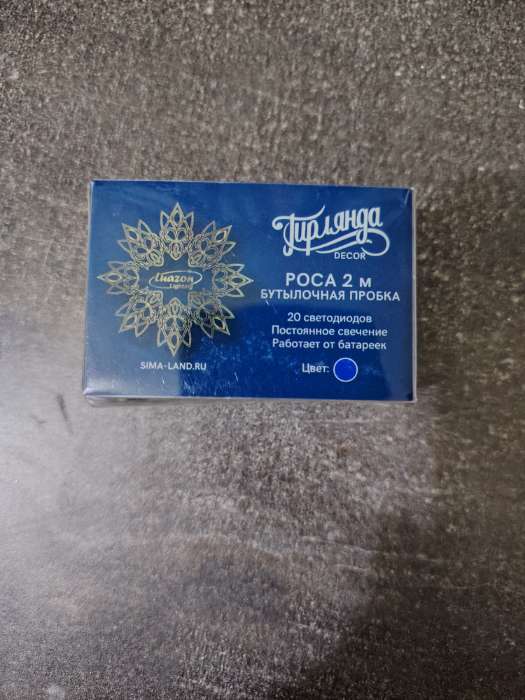 Гирлянда
DECOR
РОСА 2 м
БУТЫЛОЧНАЯ ПРОБКА
20 светодиодов
Постоянное свечение
Работает от батареек
Цвет:
Luazon
Lighting
SIMA-LAND.RU